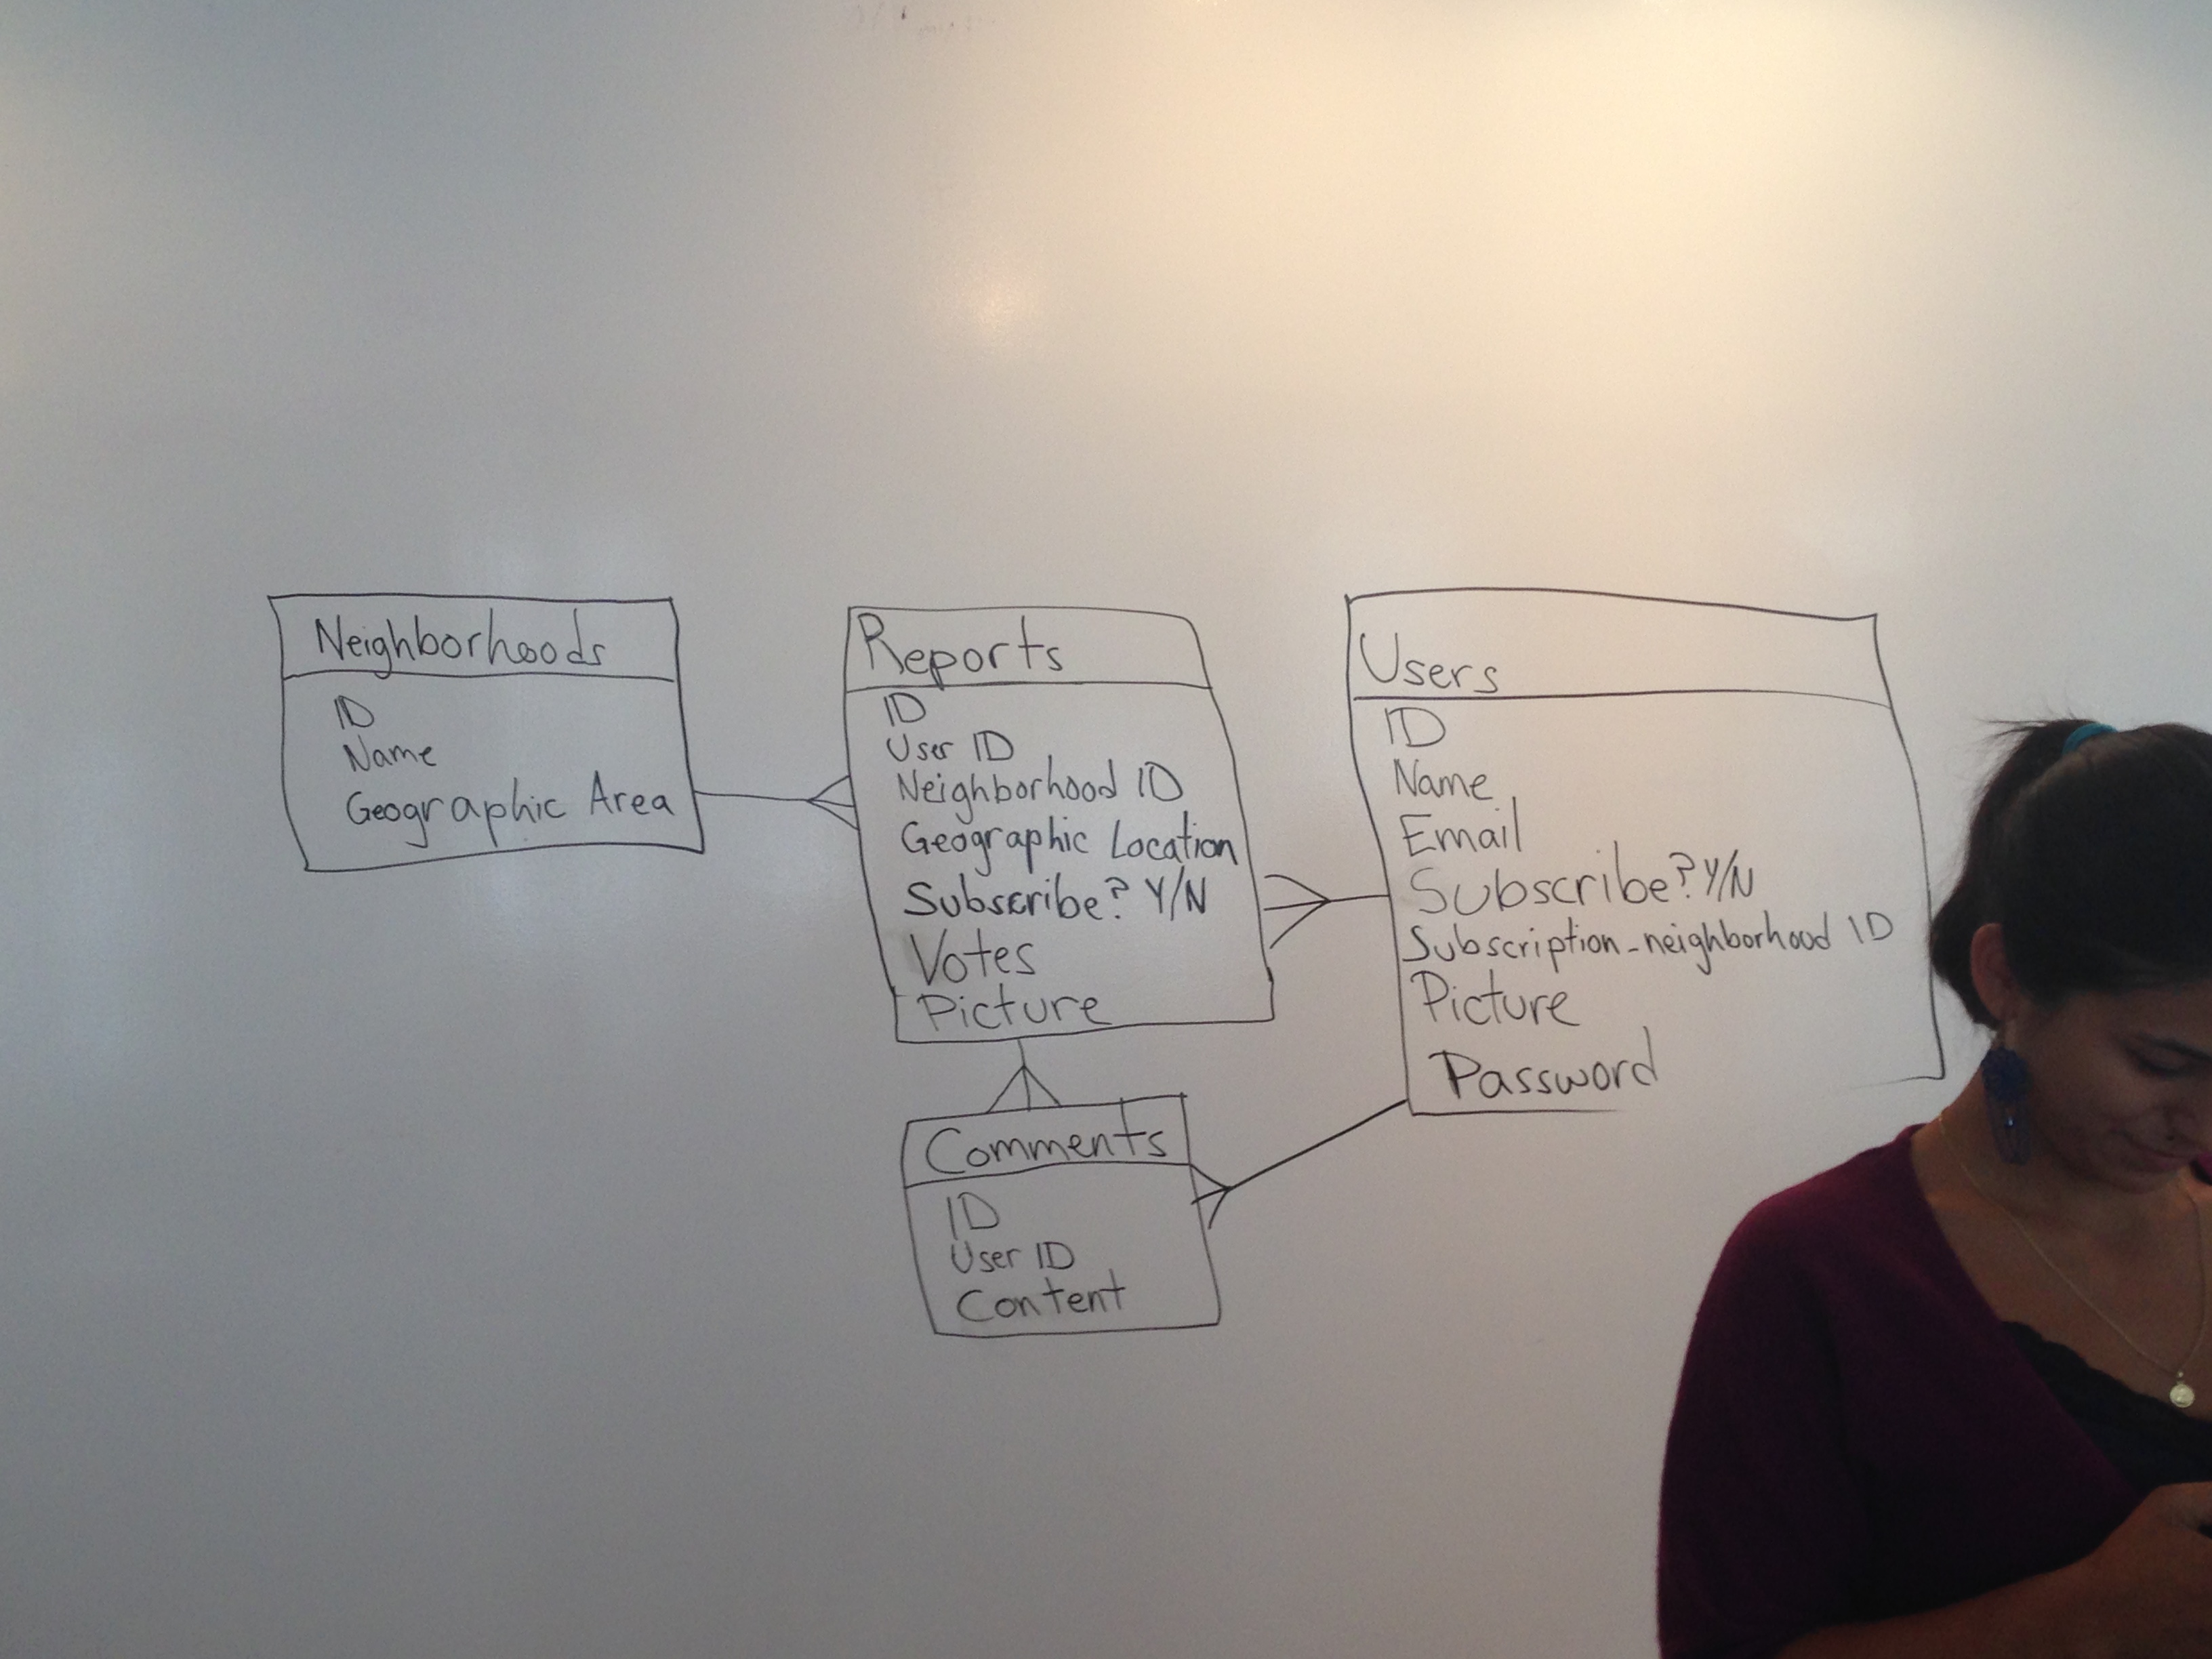 Neighborhoods
ID
Name
Geographic Area
Reports
ID
User ID
Neighborhood ID
Geographic Location
Subscribe? Y/N
Votes
Picture
Users
ID
Name
Email
Subscribe? Y/N
Subscription-neighborhood ID
Picture
Password
Comments
ID
User ID
Content